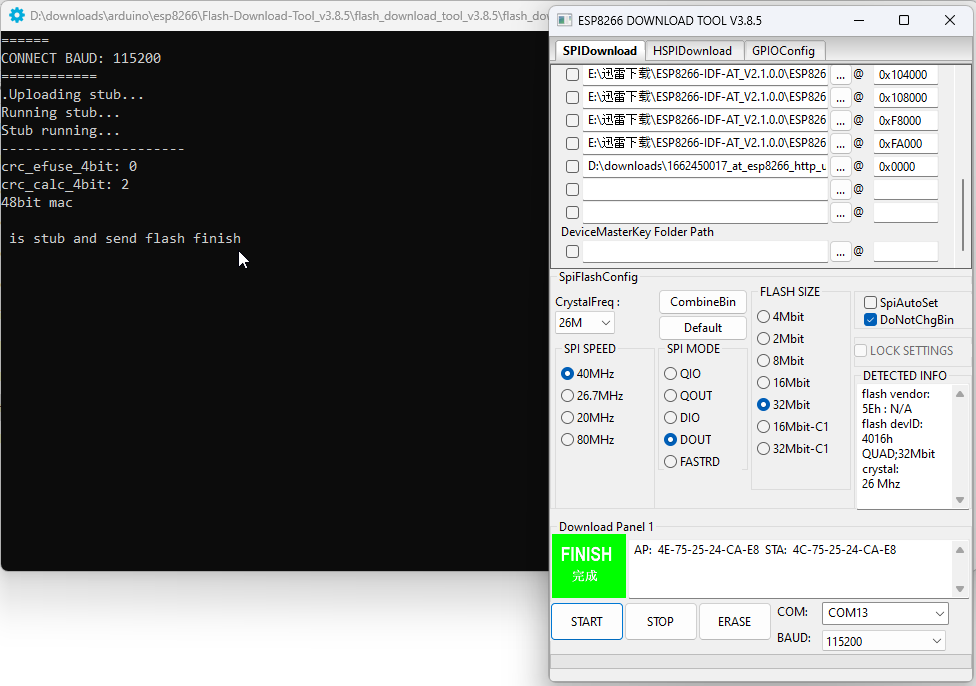 D:\downloads\arduino\esp8266\Flash-Download-Tool_v3.8.5\flash_download_tool_v3.8.5\flash_dow
======
CONNECT BAUD: 115200
============
.Uploading stub...
Running stub...
Stub running...
-----------------------
crc_efuse_4bit: 0
crc_calc_4bit: 2
48bit mac
is stub and send flash finish
ESP8266 DOWNLOAD TOOL V3.8.5
SPIDownload HSPIDownload GPIOConfig
E:\迅雷下载\ESP8266-IDF-AT_V2.1.0.0\ESP826 ... @ 0x104000
E:\迅雷下载\ESP8266-IDF-AT_V2.1.0.0\ESP826 ... @ 0x108000
E:\迅雷下载\ESP8266-IDF-AT_V2.1.0.0\ESP826 ... @ 0xF8000
E:\迅雷下载\ESP8266-IDF-AT_V2.1.0.0\ESP826 ... @ 0xFA000
D:\downloads\1662450017_at_esp8266_http_u ... @ 0x0000
... @
... @
DeviceMasterKey Folder Path
... @
SpiFlashConfig
CrystalFreq :
26M
CombineBin
Default
SPI SPEED
40MHz
26.7MHz
20MHz
80MHz
SPI MODE
QIO
QOUT
DIO
DOUT
FASTRD
FLASH SIZE
4Mbit
2Mbit
8Mbit
16Mbit
32Mbit
16Mbit-C1
32Mbit-C1
SpiAutoSet
DoNotChgBin
LOCK SETTINGS
DETECTED INFO
flash vendor:
5Eh : N/A
flash devID:
4016h
QUAD;32Mbit
crystal:
26 Mhz
Download Panel 1
FINISH
完成
AP: 4E-75-25-24-CA-E8 STA: 4C-75-25-24-CA-E8
START STOP ERASE
COM: COM13
BAUD: 115200